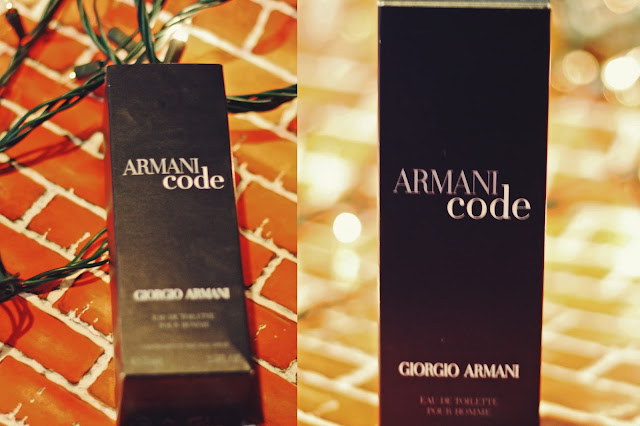 ARMANI
code
GIORGIO ARMANI
EAU DE TOILETTE
POUR HOMME
ARMANI
code
GIORGIO ARMANI
EAU DE TOILETTE
POUR HOMME